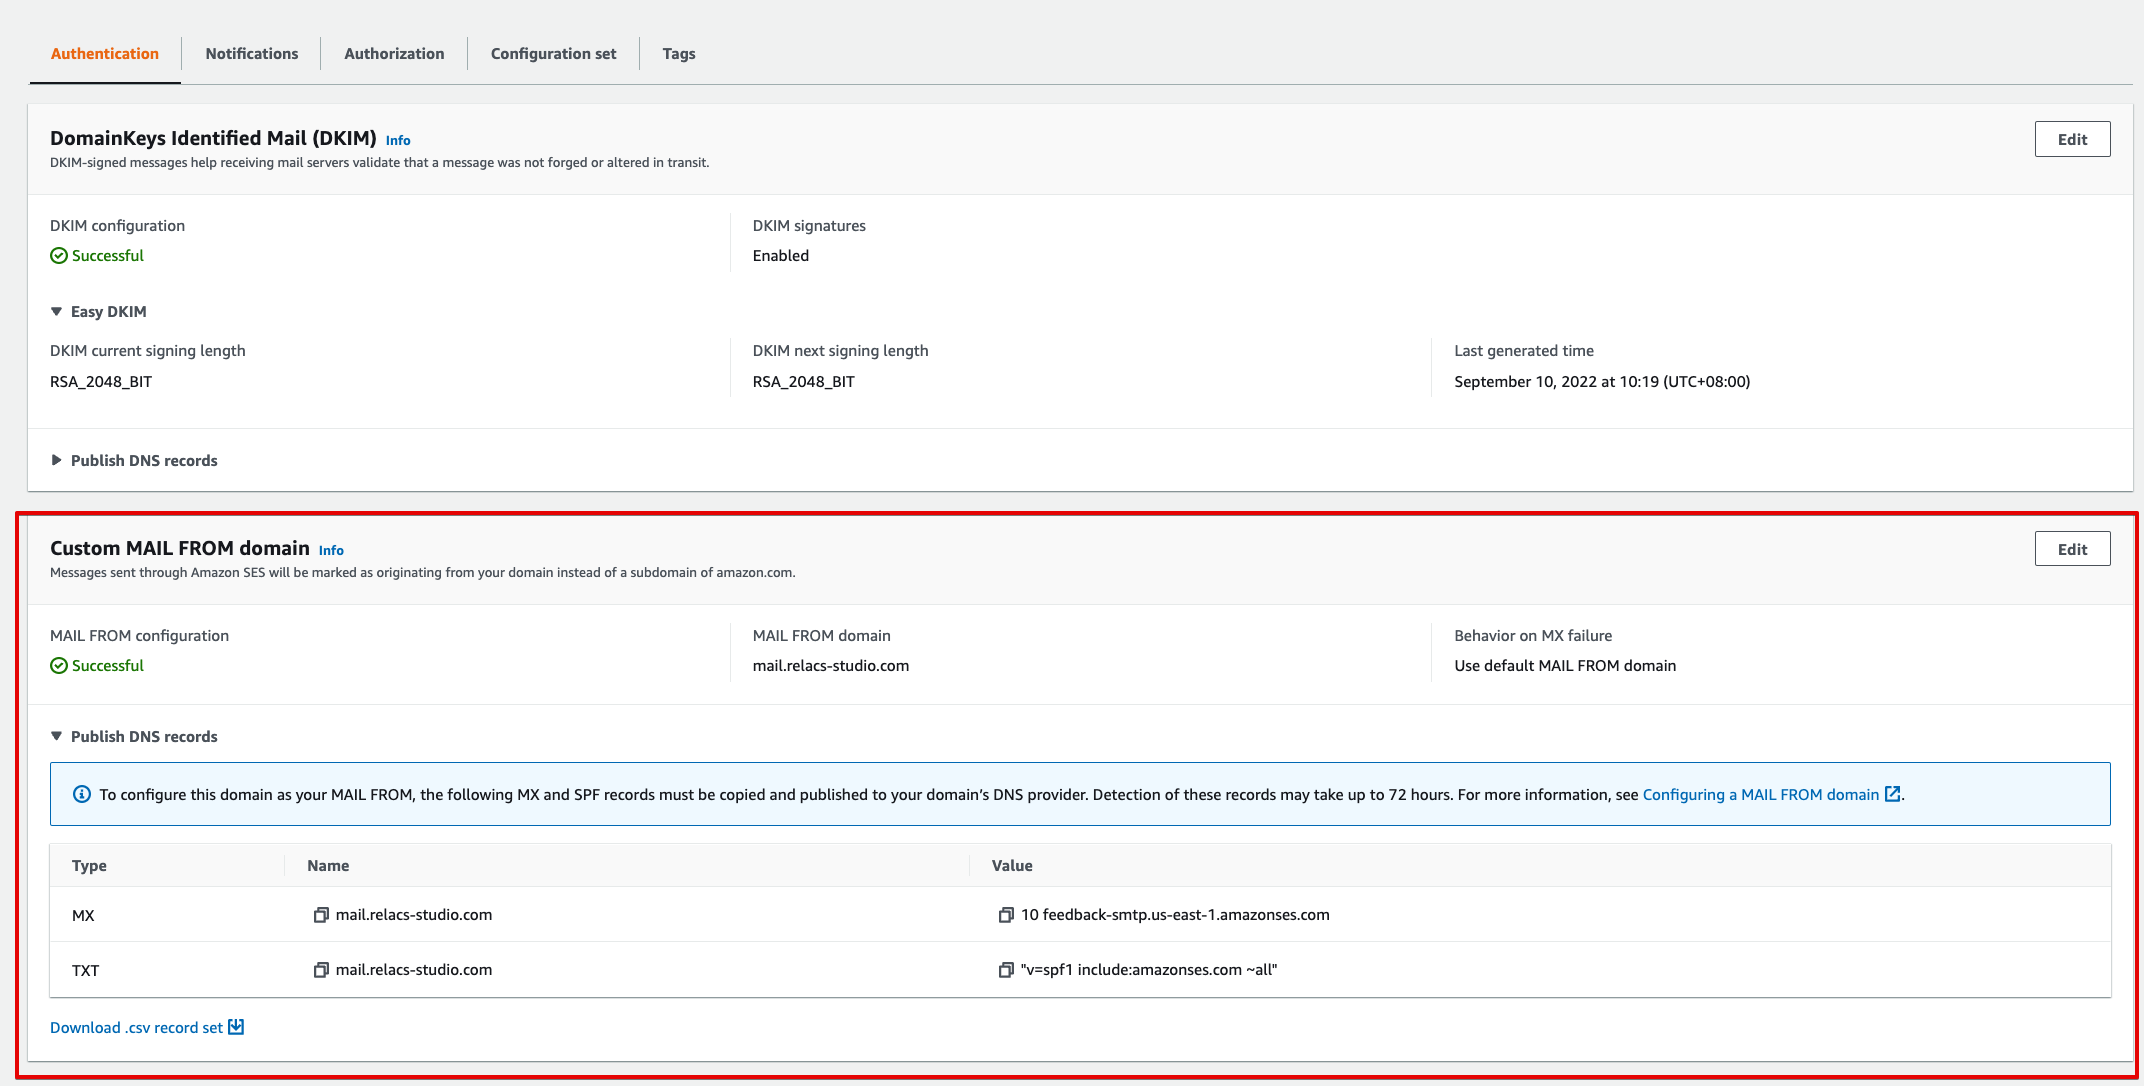 Authentication
Notifications
Authorization
Configuration set
Tags
DomainKeys Identified Mail (DKIM) Info
Edit
DKIM-signed messages help receiving mail servers validate that a message was not forged or altered in transit.
DKIM configuration
Successful
DKIM signatures
Enabled
Easy DKIM
DKIM current signing length
RSA_2048_BIT
DKIM next signing length
RSA_2048_BIT
Last generated time
September 10, 2022 at 10:19 (UTC+08:00)
Publish DNS records
Custom MAIL FROM domain Info
Edit
Messages sent through Amazon SES will be marked as originating from your domain instead of a subdomain of amazon.com.
MAIL FROM configuration
Successful
MAIL FROM domain
mail.relacs-studio.com
Behavior on MX failure
Use default MAIL FROM domain
Publish DNS records
To configure this domain as your MAIL FROM, the following MX and SPF records must be copied and published to your domain’s DNS provider. Detection of these records may take up to 72 hours. For more information, see Configuring a MAIL FROM domain.
Type Name Value
MX mail.relacs-studio.com 10 feedback-smtp.us-east-1.amazonses.com
TXT mail.relacs-studio.com "v=spf1 include:amazonses.com ~all"
Download .csv record set